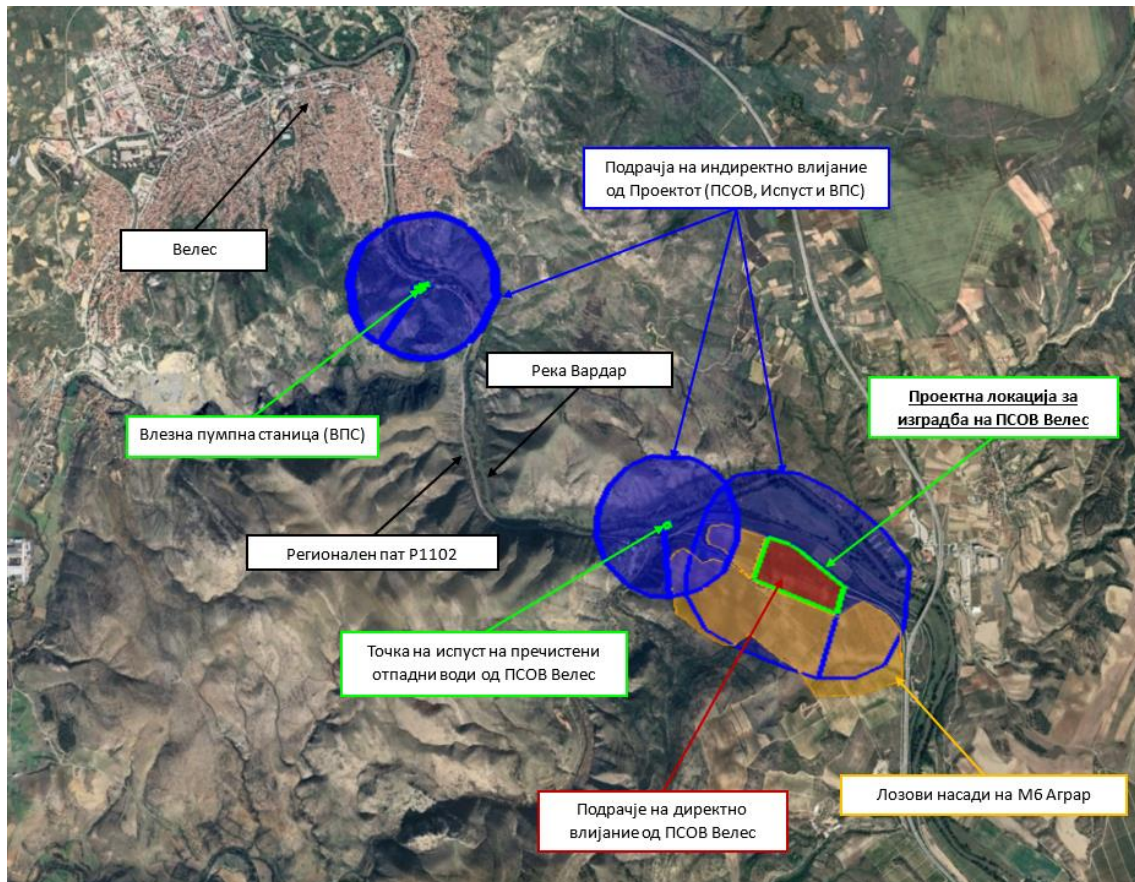 Подрачја на индиректно влијание
од Проектот (ПСОВ, Испуст и ВПС)
Велес
Река Вардар
Проектна локација за
изградба на ПСОВ Велес
Влезна пумпна станица (ВПС)
Регионален пат Р1102
Точка на испуст на пречистени
отпадни води од ПСОВ Велес
Лозови насади на Мб Аграр
Подрачје на директно
влијание од ПСОВ Велес